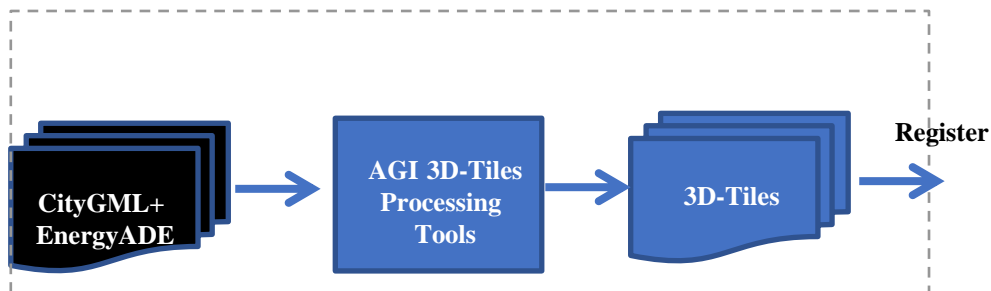 Register
CityGML+
EnergyADE
AGI 3D-Tiles
Processing
Tools
3D-Tiles